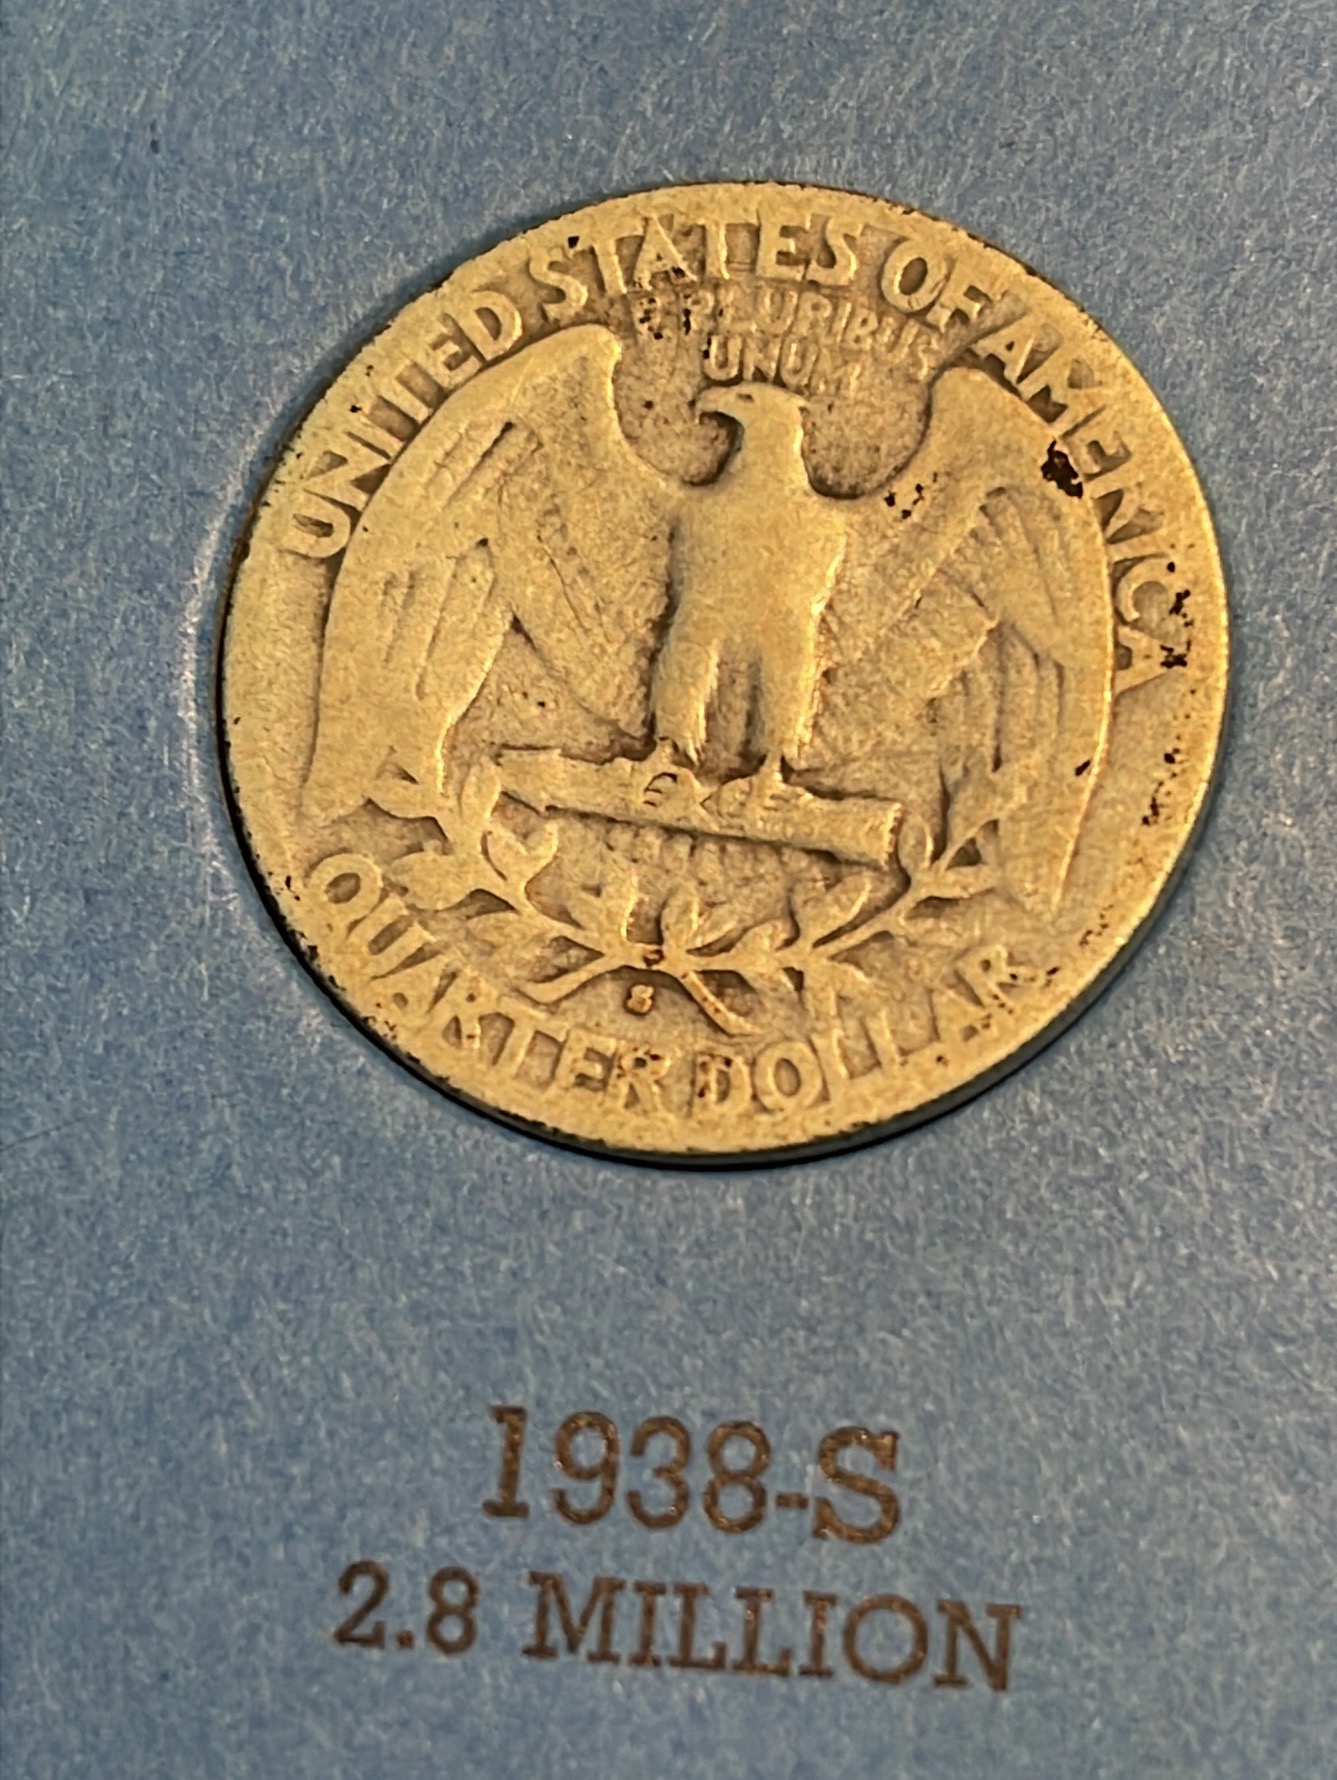 UNITED STATES OF AMERICA
E PLURIBUS
UNUM
S
QUARTER DOLLAR
1938-S
2.8 MILLION